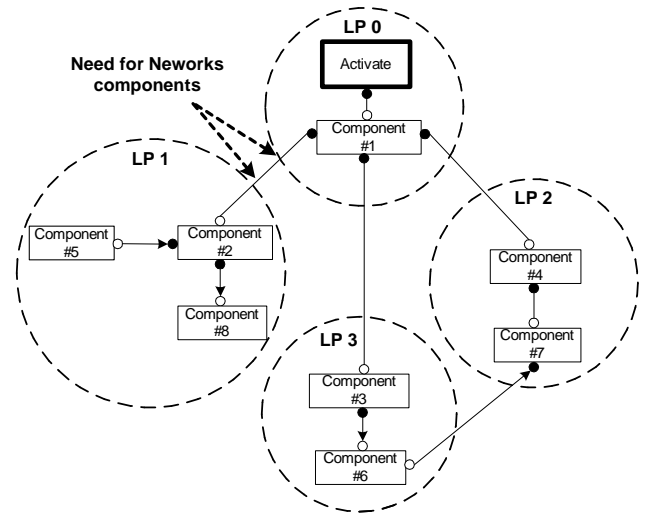 LP 0
Activate
Need for Neworks
components
Component
#1
LP 1
LP 2
Component
#5
Component
#2
Component
#4
Component
#8
Component
#7
LP 3
Component
#3
Component
#6